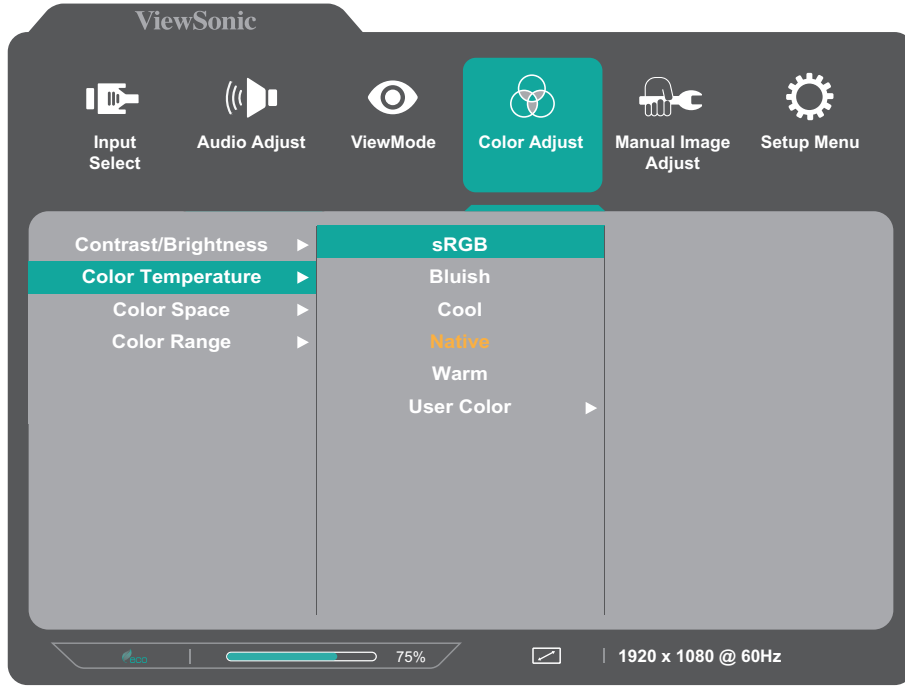 ViewSonic
Input Select
Audio Adjust
ViewMode
Color Adjust
Manual Image Adjust
Setup Menu
Contrast/Brightness
Color Temperature
Color Space
Color Range
sRGB
Bluish
Cool
Native
Warm
User Color
eco
75%
1920 x 1080 @ 60Hz